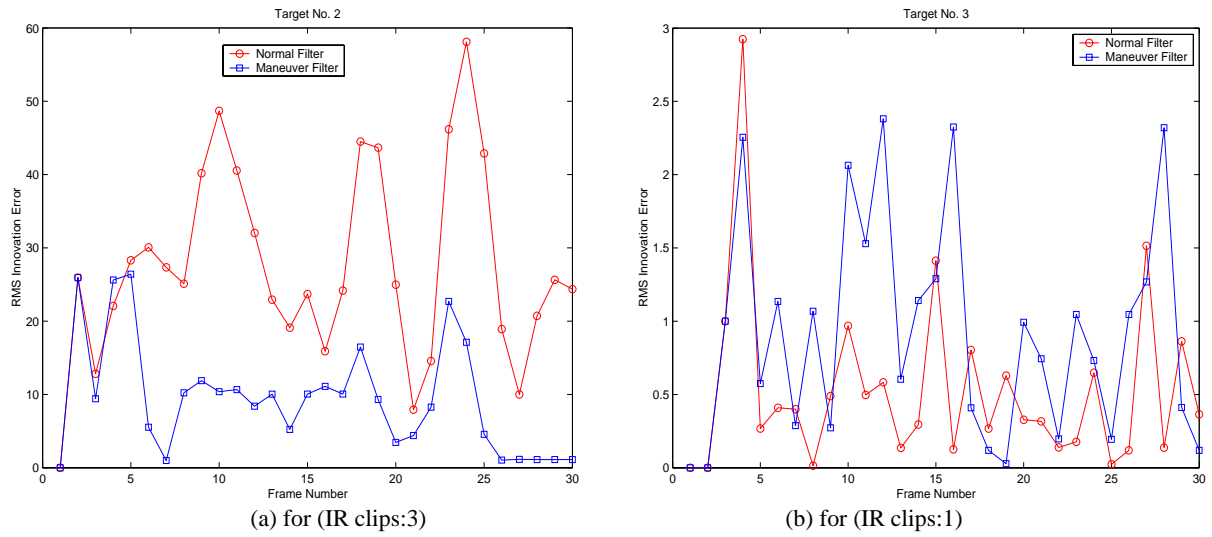 Target No. 2
60
50
40
30
20
10
0
RMS Innovation Error
Normal Filter
Maneuver Filter
0 5 10 15 20 25 30
Frame Number
(a) for (IR clips:3)
Target No. 3
3
2.5
2
1.5
1
0.5
0
RMS Innovation Error
Normal Filter
Maneuver Filter
0 5 10 15 20 25 30
Frame Number
(b) for (IR clips:1)